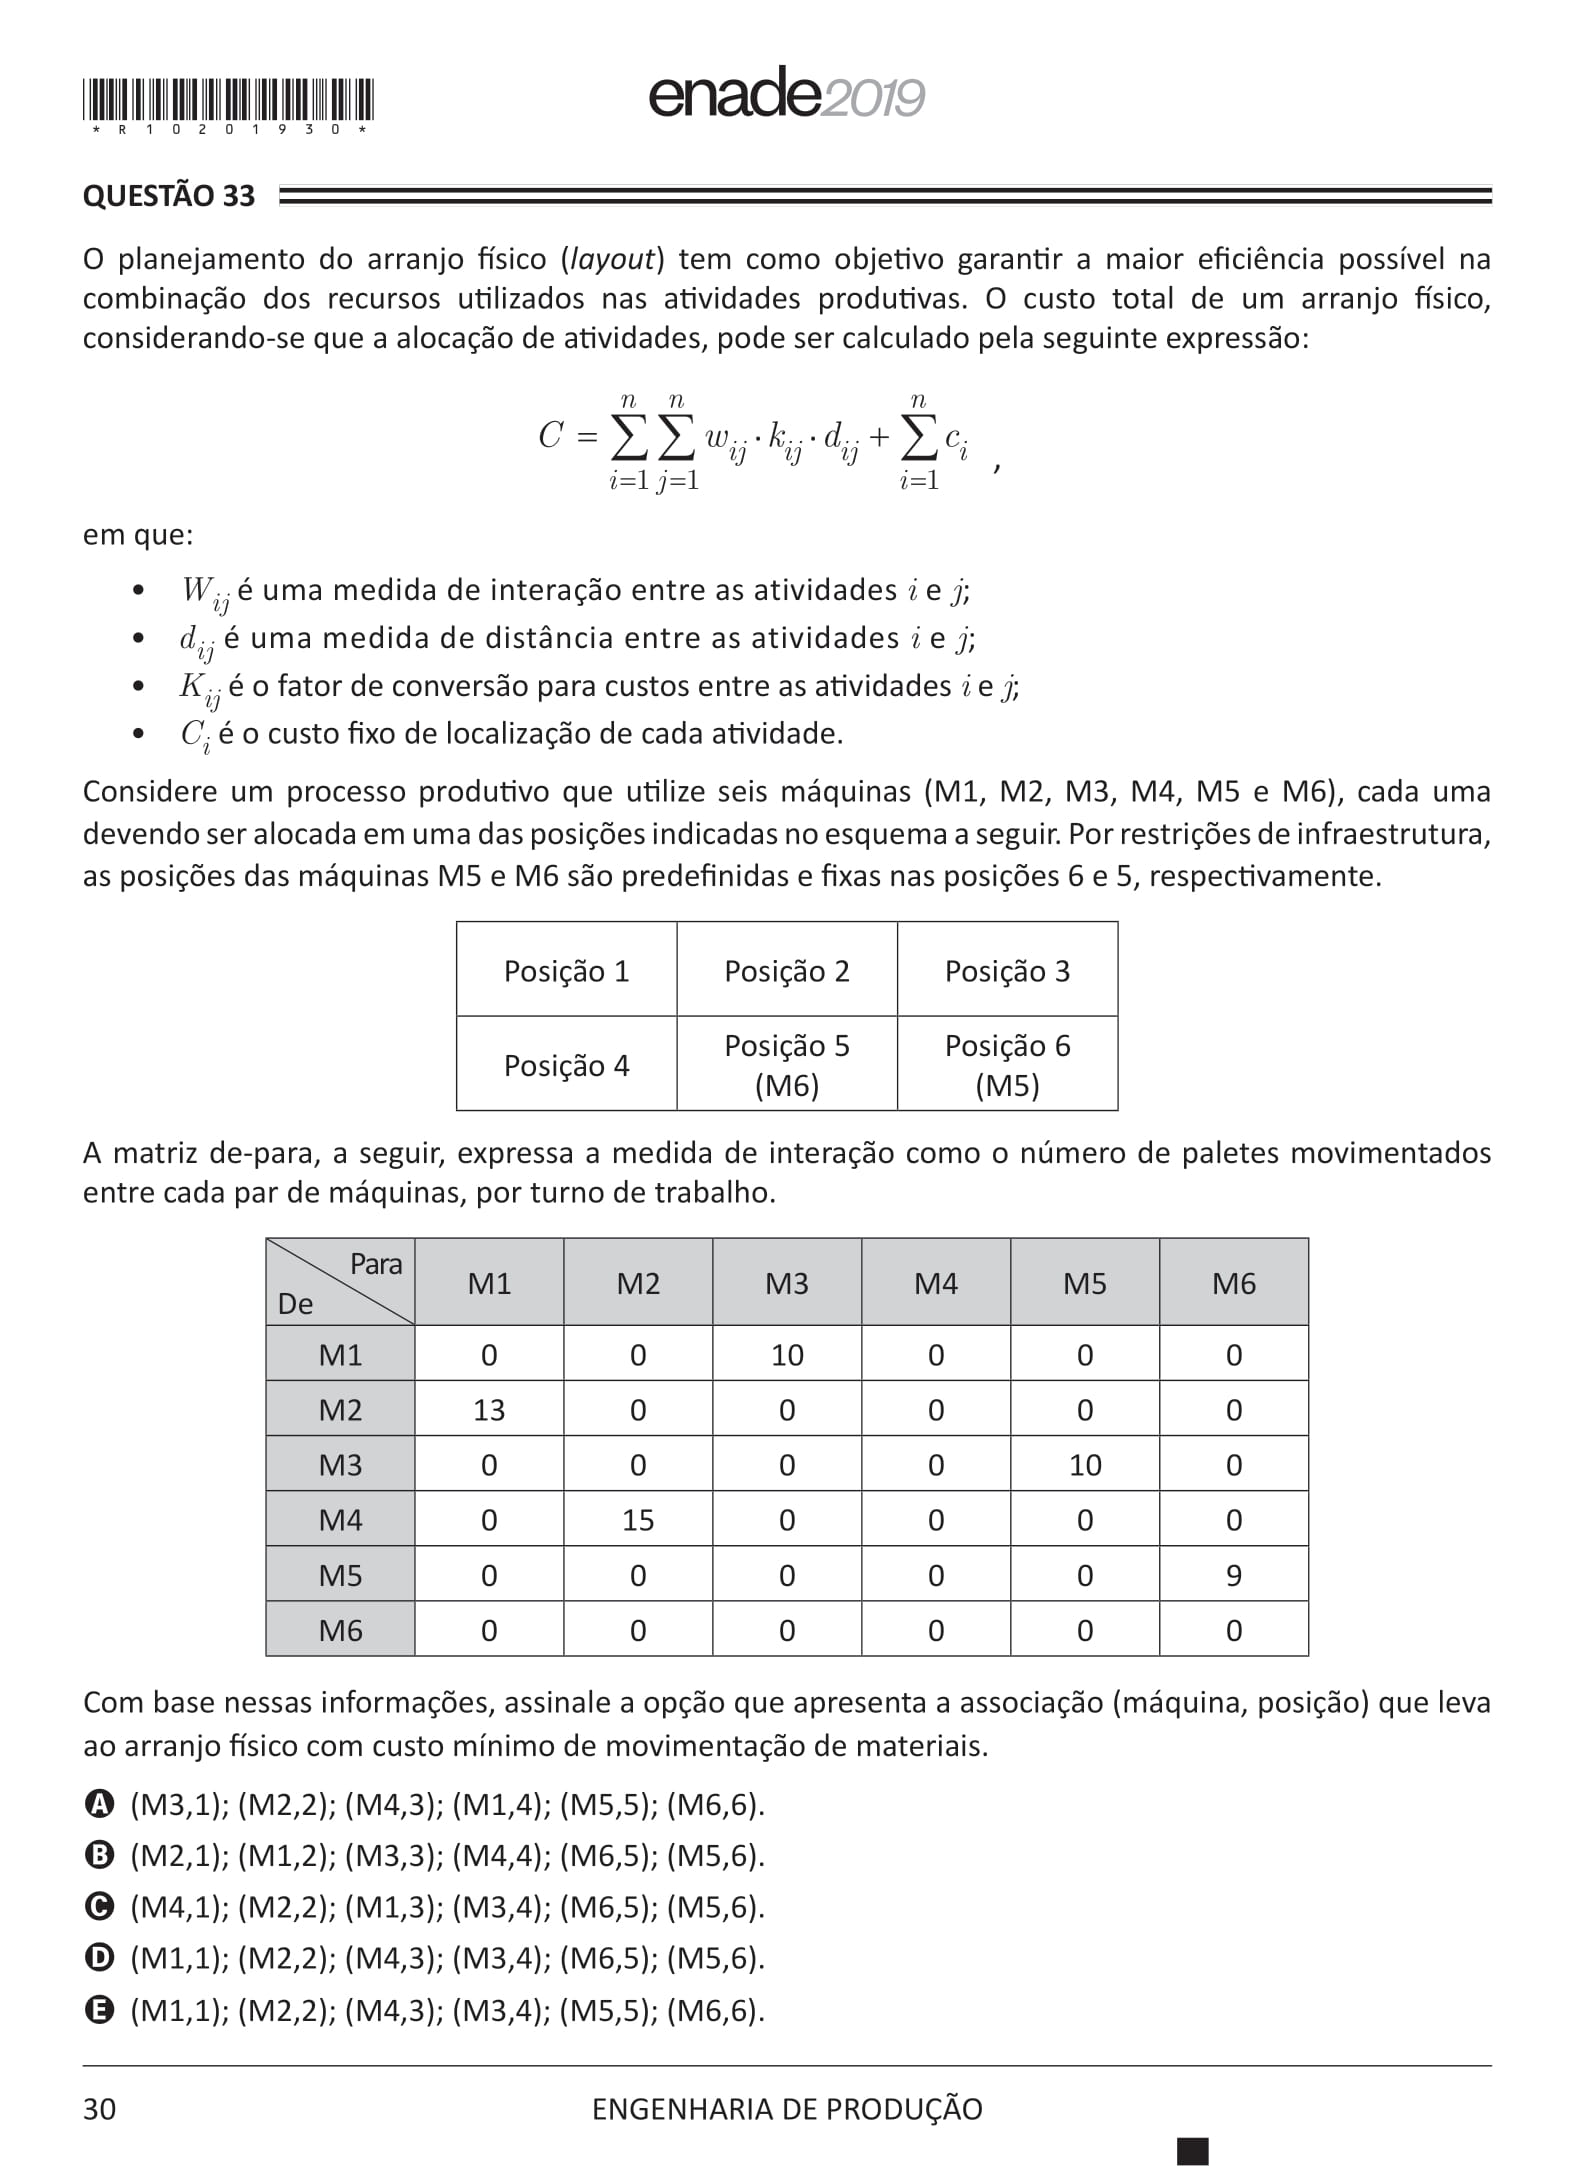 * R 1 0 2 0 1 9 3 0 *
enade2019
QUESTÃO 33
O planejamento do arranjo físico (layout) tem como objetivo garantir a maior eficiência possível na
combinação dos recursos utilizados nas atividades produtivas. O custo total de um arranjo físico,
considerando-se que a alocação de atividades, pode ser calculado pela seguinte expressão:
C = ∑_{i=1}^{n} ∑_{j=1}^{n} w_{ij} · k_{ij} · d_{ij} + ∑_{i=1}^{n} c_i ,
em que:
• W_{ij} é uma medida de interação entre as atividades i e j;
• d_{ij} é uma medida de distância entre as atividades i e j;
• K_{ij} é o fator de conversão para custos entre as atividades i e j;
• C_i é o custo fixo de localização de cada atividade.
Considere um processo produtivo que utilize seis máquinas (M1, M2, M3, M4, M5 e M6), cada uma
devendo ser alocada em uma das posições indicadas no esquema a seguir. Por restrições de infraestrutura,
as posições das máquinas M5 e M6 são predefinidas e fixas nas posições 6 e 5, respectivamente.
Posição 1 Posição 2 Posição 3
Posição 4 Posição 5 (M6) Posição 6 (M5)
A matriz de-para, a seguir, expressa a medida de interação como o número de paletes movimentados
entre cada par de máquinas, por turno de trabalho.
De Para M1 M2 M3 M4 M5 M6
M1 0 0 10 0 0 0
M2 13 0 0 0 0 0
M3 0 0 0 0 10 0
M4 0 15 0 0 0 0
M5 0 0 0 0 0 9
M6 0 0 0 0 0 0
Com base nessas informações, assinale a opção que apresenta a associação (máquina, posição) que leva
ao arranjo físico com custo mínimo de movimentação de materiais.
A (M3,1); (M2,2); (M4,3); (M1,4); (M5,5); (M6,6).
B (M2,1); (M1,2); (M3,3); (M4,4); (M6,5); (M5,6).
C (M4,1); (M2,2); (M1,3); (M3,4); (M6,5); (M5,6).
D (M1,1); (M2,2); (M4,3); (M3,4); (M6,5); (M5,6).
E (M1,1); (M2,2); (M4,3); (M3,4); (M5,5); (M6,6).
30
ENGENHARIA DE PRODUÇÃO